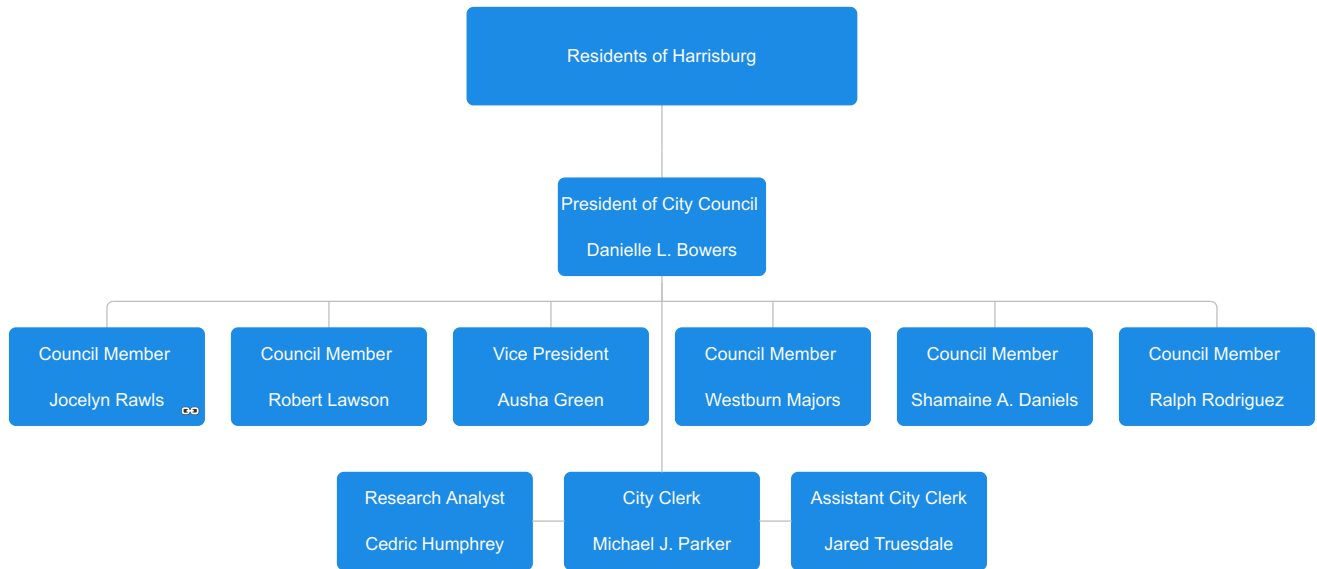 Residents of Harrisburg
President of City Council
Danielle L. Bowers
Council Member
Jocelyn Rawls
Council Member
Robert Lawson
Vice President
Ausha Green
Council Member
Westburn Majors
Council Member
Shamaine A. Daniels
Council Member
Ralph Rodriguez
Research Analyst
Cedric Humphrey
City Clerk
Michael J. Parker
Assistant City Clerk
Jared Truesdale